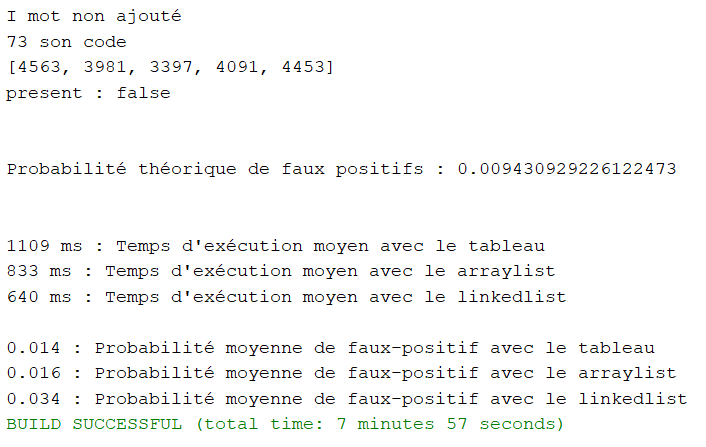 I mot non ajouté
73 son code
[4563, 3981, 3397, 4091, 4453]
present : false
Probabilité théorique de faux positifs : 0.009430929226122473
1109 ms : Temps d'exécution moyen avec le tableau
833 ms : Temps d'exécution moyen avec le arraylist
640 ms : Temps d'exécution moyen avec le linkedlist
0.014 : Probabilité moyenne de faux-positif avec le tableau
0.016 : Probabilité moyenne de faux-positif avec le arraylist
0.034 : Probabilité moyenne de faux-positif avec le linkedlist
BUILD SUCCESSFUL (total time: 7 minutes 57 seconds)